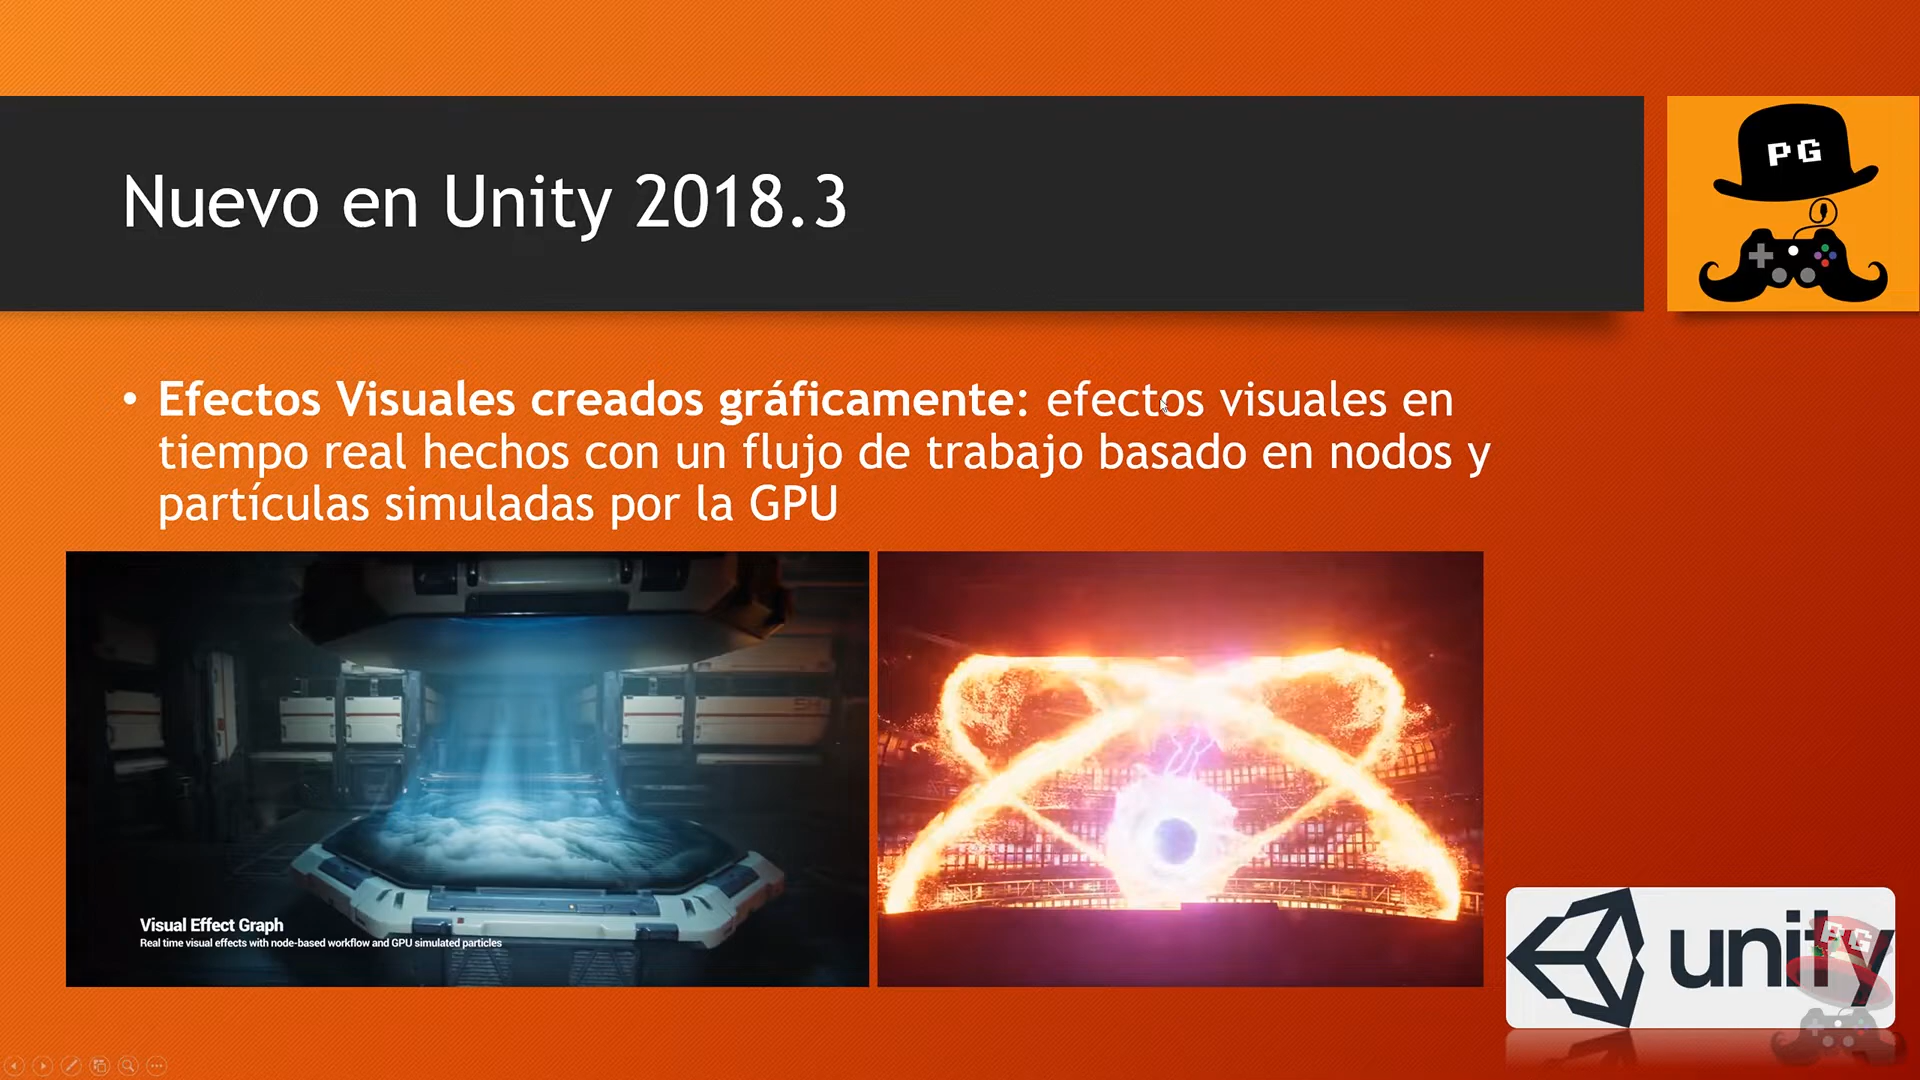 PG
Nuevo en Unity 2018.3
• Efectos Visuales creados gráficamente: efectos visuales en
tiempo real hechos con un flujo de trabajo basado en nodos y
partículas simuladas por la GPU
Visual Effect Graph
Real time visual effects with node-based workflow and GPU simulated particles
unity
PG